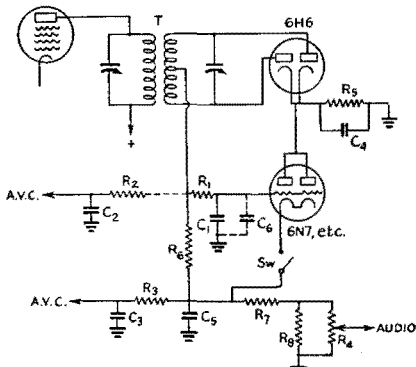 T
6H6
+
R5
C4
A.V.C.
R2
R1
C2
C1
C6
6N7, etc.
R6
Sw
A.V.C.
R3
R7
C3
C5
R8
R4
AUDIO